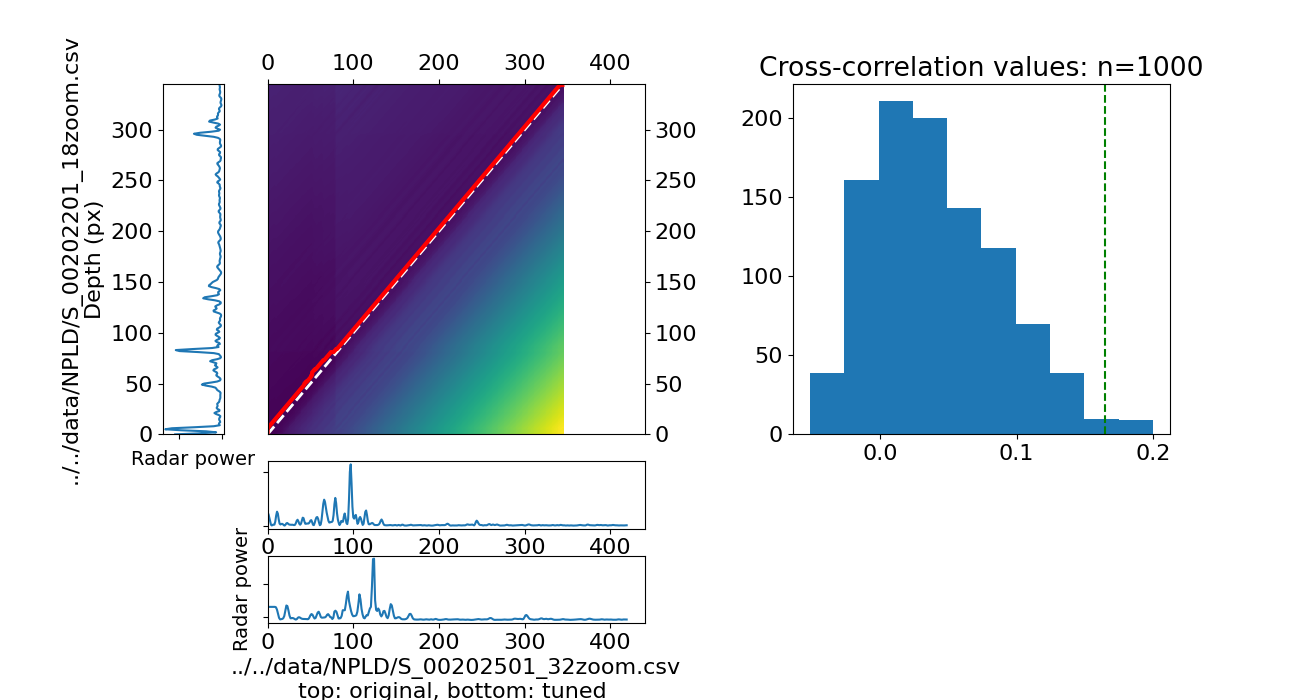 0 100 200 300 400
Cross-correlation values: n=1000
../../data/NPLD/S_00202201_18zoom.csv
Depth (px)
300
250
200
150
100
50
0
Radar power
300
250
200
150
100
50
0
200
150
100
50
0
0.0 0.1 0.2
0 100 200 300 400
Radar power
0 100 200 300 400
../../data/NPLD/S_00202501_32zoom.csv
top: original, bottom: tuned